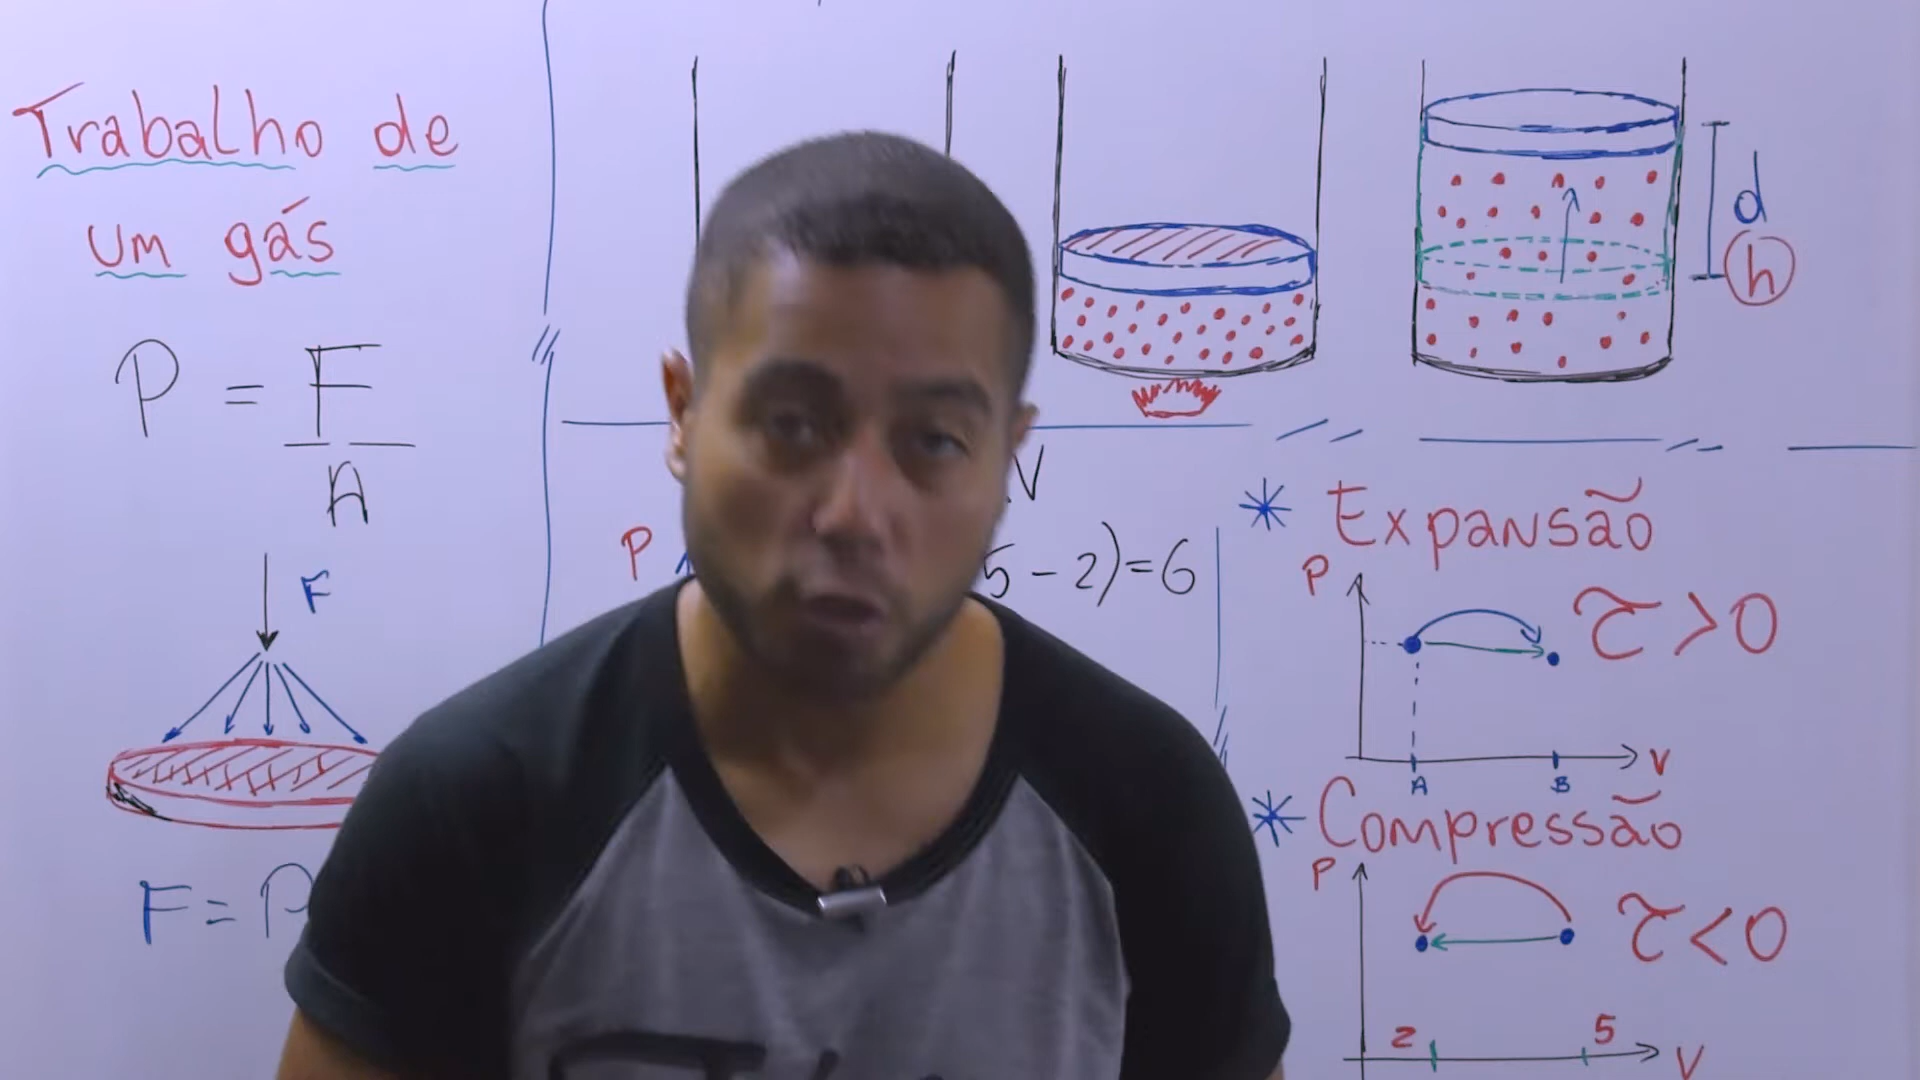 Trabalho de
um gás
P = F
A
F
F = P
d
h
V
P
5 - 2) = 6
* Expansão
P
τ > 0
V
A B
* Compressão
P
τ < 0
2 5
V